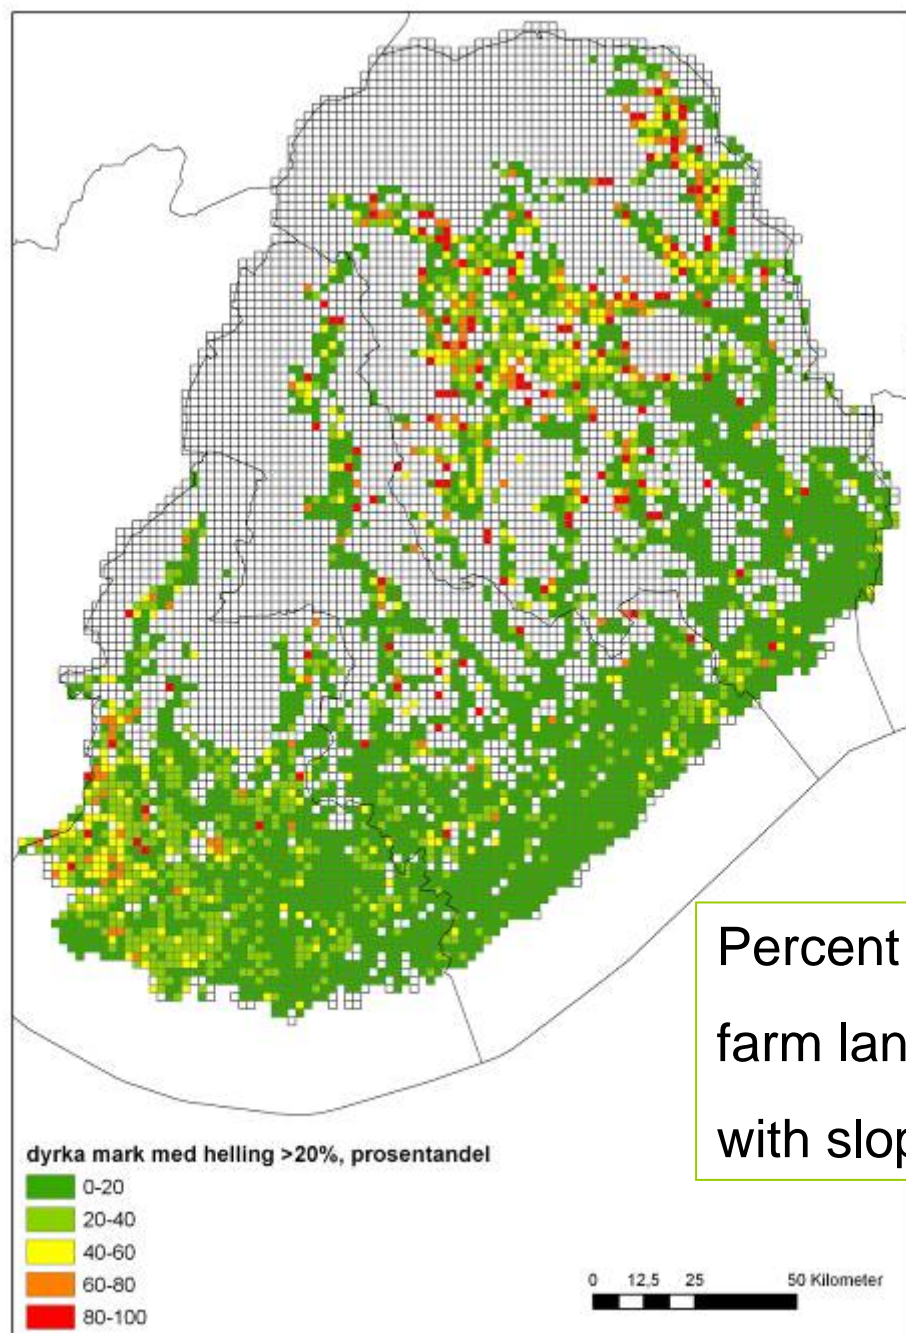 Percent
farm lan
with slop
dyrka mark med helling >20%, prosentandel
0-20
20-40
40-60
60-80
80-100
0 12,5 25 50 Kilometer